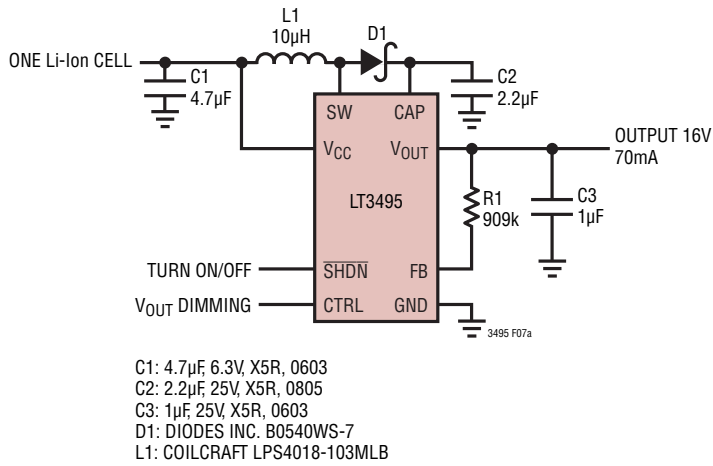 L1
10µH
D1
ONE Li-Ion CELL
C1
4.7µF
C2
2.2µF
SW
CAP
VCC
VOUT
OUTPUT 16V
70mA
LT3495
R1
909k
C3
1µF
TURN ON/OFF
SHDN
FB
VOUT DIMMING
CTRL
GND
3495 F07a
C1: 4.7µF, 6.3V, X5R, 0603
C2: 2.2µF, 25V, X5R, 0805
C3: 1µF, 25V, X5R, 0603
D1: DIODES INC. B0540WS-7
L1: COILCRAFT LPS4018-103MLB